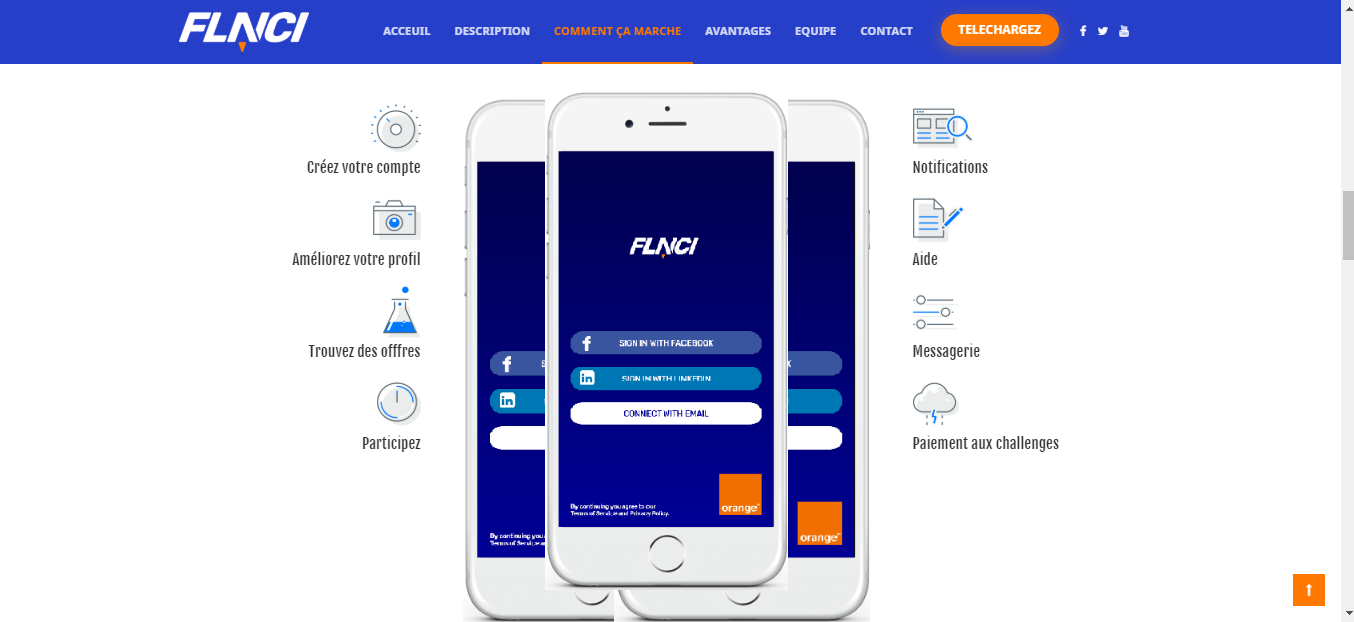 FLNCI
ACCEUIL DESCRIPTION COMMENT ÇA MARCHE AVANTAGES EQUIPE CONTACT TELECHARGEZ
Créez votre compte
Améliorez votre profil
Trouvez des offfres
Participez
FLNCI
SIGN IN WITH FACEBOOK
SIGN IN WITH LINKEDIN
CONNECT WITH EMAIL
By continuing you agree to our
Terms of Service and Privacy Policy.
orange
By continuing you
Terms of Service a
orange
Notifications
Aide
Messagerie
Paiement aux challenges